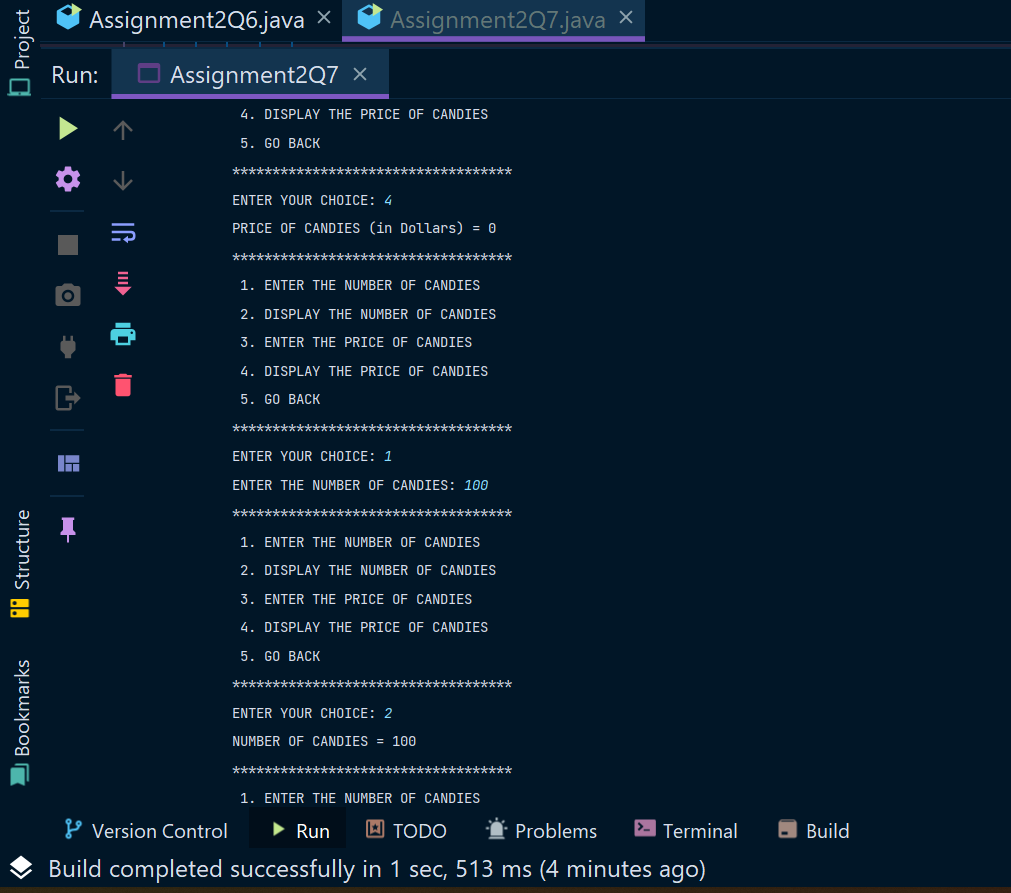 Project
Assignment2Q6.java
Assignment2Q7.java
Run:
Assignment2Q7
4. DISPLAY THE PRICE OF CANDIES
5. GO BACK
***********************************
ENTER YOUR CHOICE: 4
PRICE OF CANDIES (in Dollars) = 0
***********************************
1. ENTER THE NUMBER OF CANDIES
2. DISPLAY THE NUMBER OF CANDIES
3. ENTER THE PRICE OF CANDIES
4. DISPLAY THE PRICE OF CANDIES
5. GO BACK
***********************************
ENTER YOUR CHOICE: 1
ENTER THE NUMBER OF CANDIES: 100
***********************************
1. ENTER THE NUMBER OF CANDIES
2. DISPLAY THE NUMBER OF CANDIES
3. ENTER THE PRICE OF CANDIES
4. DISPLAY THE PRICE OF CANDIES
5. GO BACK
***********************************
ENTER YOUR CHOICE: 2
NUMBER OF CANDIES = 100
***********************************
1. ENTER THE NUMBER OF CANDIES
Structure
Bookmarks
Version Control
Run
TODO
Problems
Terminal
Build
Build completed successfully in 1 sec, 513 ms (4 minutes ago)